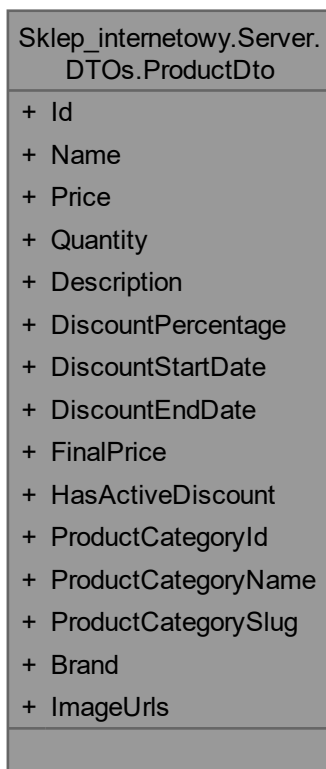 Sklep_internetowy.Server.
DTOs.ProductDto
+ Id
+ Name
+ Price
+ Quantity
+ Description
+ DiscountPercentage
+ DiscountStartDate
+ DiscountEndDate
+ FinalPrice
+ HasActiveDiscount
+ ProductCategoryId
+ ProductCategoryName
+ ProductCategorySlug
+ Brand
+ ImageUrls